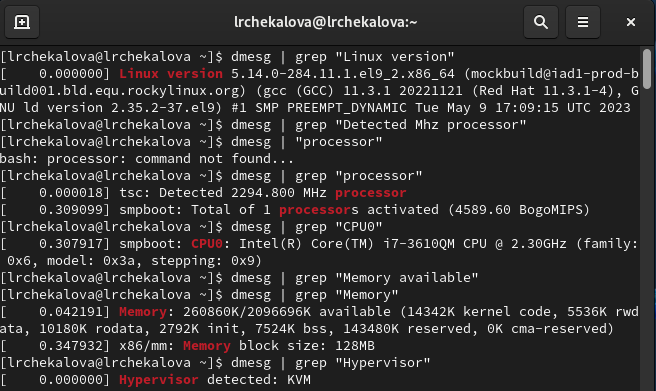 lrchekalova@lrchekalova:~
[lrchekalova@lrchekalova ~]$ dmesg | grep "Linux version"
[    0.000000] Linux version 5.14.0-284.11.1.el9_2.x86_64 (mockbuild@iad1-prod-b
uild001.bld.equ.rockylinux.org) (gcc (GCC) 11.3.1 20221121 (Red Hat 11.3.1-4), G
NU ld version 2.35.2-37.el9) #1 SMP PREEMPT_DYNAMIC Tue May 9 17:09:15 UTC 2023
[lrchekalova@lrchekalova ~]$ dmesg | grep "Detected Mhz processor"
[lrchekalova@lrchekalova ~]$ dmesg | "processor"
bash: processor: command not found...
[lrchekalova@lrchekalova ~]$ dmesg | grep "processor"
[    0.000018] tsc: Detected 2294.800 MHz processor
[    0.309099] smpboot: Total of 1 processors activated (4589.60 BogoMIPS)
[lrchekalova@lrchekalova ~]$ dmesg | grep "CPU0"
[    0.307917] smpboot: CPU0: Intel(R) Core(TM) i7-3610QM CPU @ 2.30GHz (family:
 0x6, model: 0x3a, stepping: 0x9)
[lrchekalova@lrchekalova ~]$ dmesg | grep "Memory available"
[lrchekalova@lrchekalova ~]$ dmesg | grep "Memory"
[    0.042191] Memory: 260860K/2096696K available (14342K kernel code, 5536K rwd
ata, 10180K rodata, 2792K init, 7524K bss, 143480K reserved, 0K cma-reserved)
[    0.347932] x86/mm: Memory block size: 128MB
[lrchekalova@lrchekalova ~]$ dmesg | grep "Hypervisor"
[    0.000000] Hypervisor detected: KVM